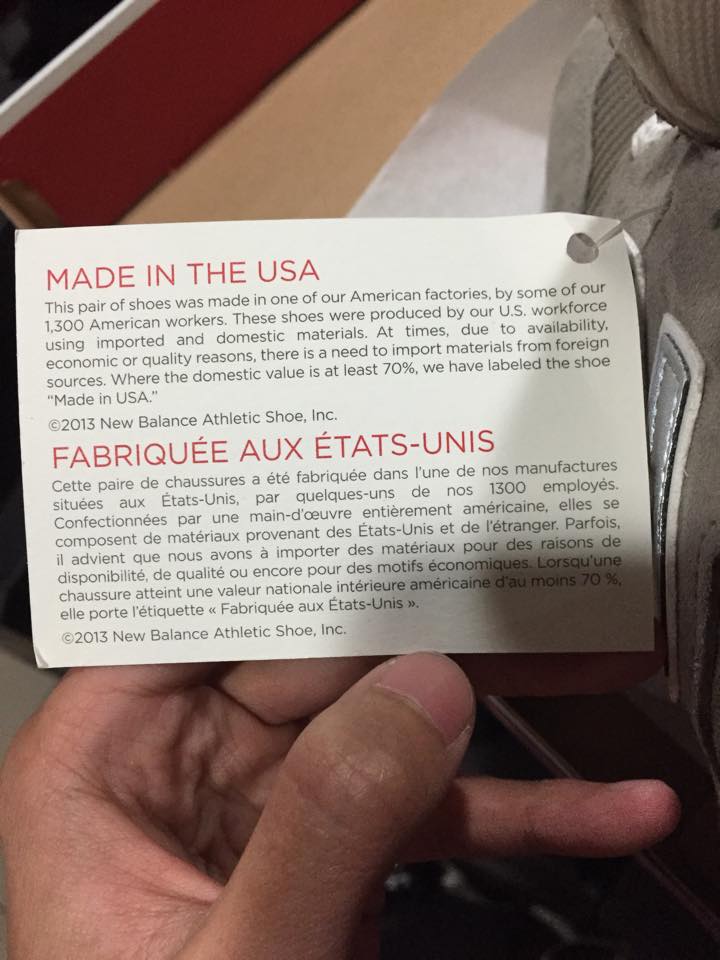 MADE IN THE USA
This pair of shoes was made in one of our American factories, by some of our
1,300 American workers. These shoes were produced by our U.S. workforce
using imported and domestic materials. At times, due to availability,
economic or quality reasons, there is a need to import materials from foreign
sources. Where the domestic value is at least 70%, we have labeled the shoe
“Made in USA.”
©2013 New Balance Athletic Shoe, Inc.
FABRIQUÉE AUX ÉTATS-UNIS
Cette paire de chaussures a été fabriquée dans l’une de nos manufactures
situées aux États-Unis, par quelques-uns de nos 1300 employés.
Confectionnées par une main-d’œuvre entièrement américaine, elles se
composent de matériaux provenant des États-Unis et de l’étranger. Parfois,
il advient que nous avons à importer des matériaux pour des raisons de
disponibilité, de qualité ou encore pour des motifs économiques. Lorsqu’une
chaussure atteint une valeur nationale intérieure américaine d’au moins 70 %,
elle porte l’étiquette « Fabriquée aux États-Unis ».
©2013 New Balance Athletic Shoe, Inc.